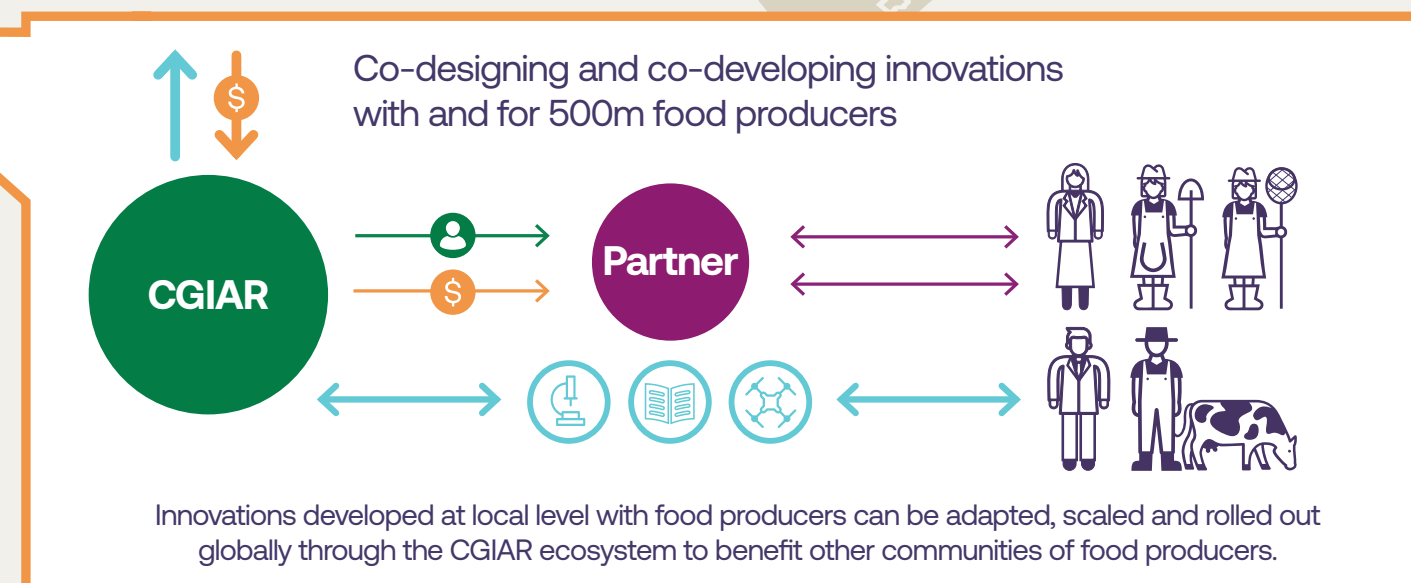 Co-designing and co-developing innovations
with and for 500m food producers
$
CGIAR
Partner
$
Innovations developed at local level with food producers can be adapted, scaled and rolled out
globally through the CGIAR ecosystem to benefit other communities of food producers.